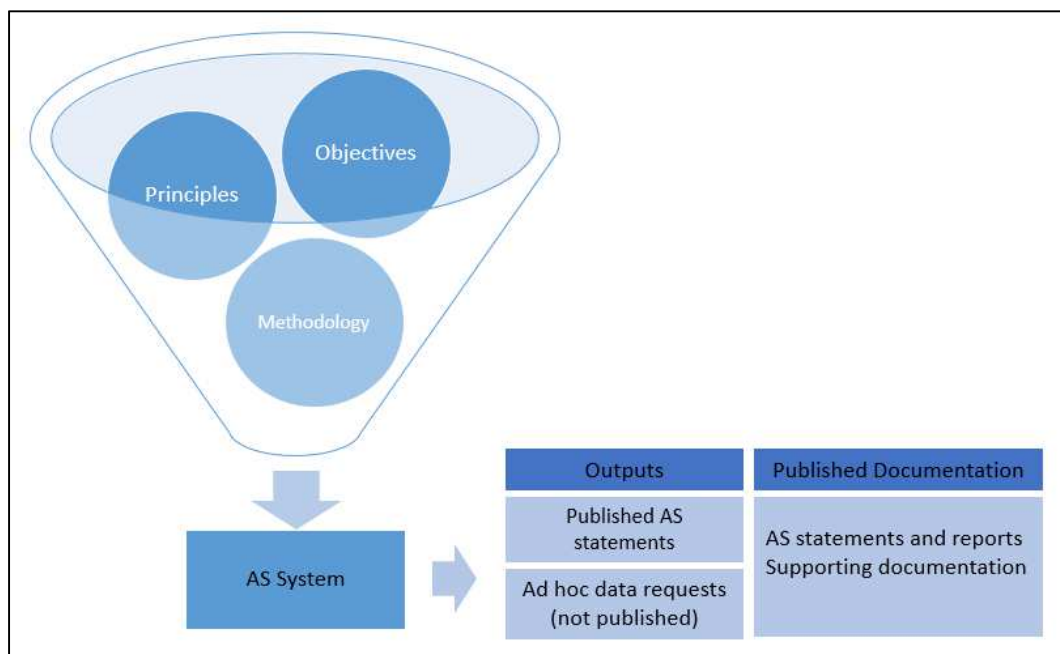 Objectives
Principles
Methodology
AS System
Outputs
Published AS
statements
Ad hoc data requests
(not published)
Published Documentation
AS statements and reports
Supporting documentation